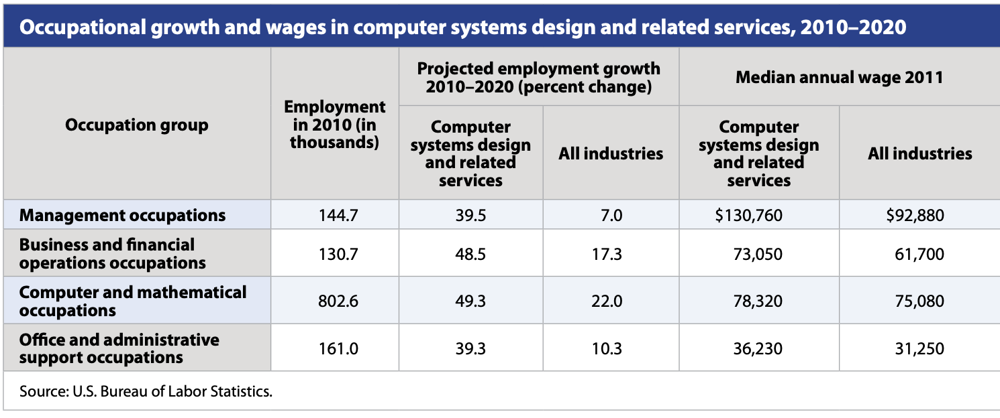 Occupational growth and wages in computer systems design and related services, 2010–2020
Occupation group
Employment
in 2010 (in
thousands)
Projected employment growth
2010–2020 (percent change)
Median annual wage 2011
Computer
systems design
and related
services
All industries
Computer
systems design
and related
services
All industries
Management occupations 144.7 39.5 7.0 $130,760 $92,880
Business and financial
operations occupations 130.7 48.5 17.3 73,050 61,700
Computer and mathematical
occupations 802.6 49.3 22.0 78,320 75,080
Office and administrative
support occupations 161.0 39.3 10.3 36,230 31,250
Source: U.S. Bureau of Labor Statistics.